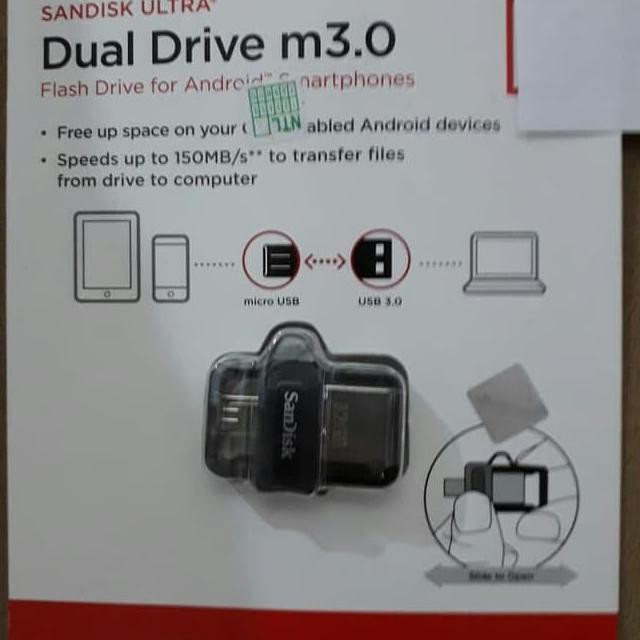 SANDISK ULTRA®
Dual Drive m3.0
Flash Drive for Android™ Smartphones
• Free up space on your abled Android devices
NTL
• Speeds up to 150MB/s** to transfer files
from drive to computer
micro USB
USB 3.0
SanDisk
Slide to Open